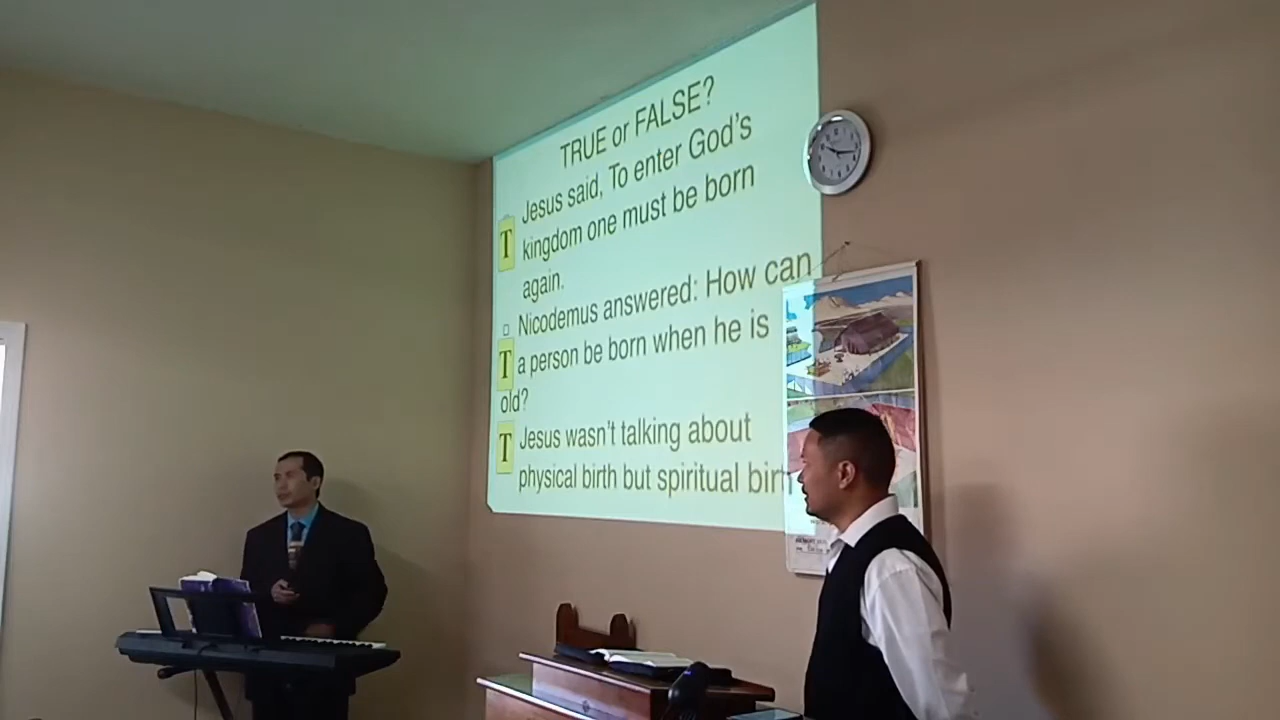 TRUE or FALSE?
Jesus said, To enter God's
T kingdom one must be born
again.
Nicodemus answered: How can
T a person be born when he is
old?
T Jesus wasn't talking about
physical birth but spiritual birth